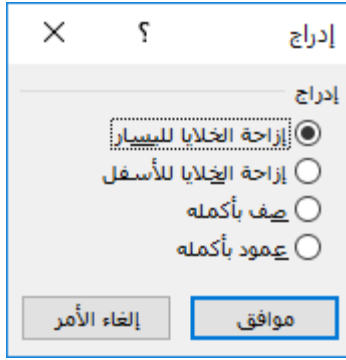 إدراج ؟
إدراج
إزاحة الخلايا لليسار
إزاحة الخلايا للأسفل
صف بأكمله
عمود بأكمله
موافق إلغاء الأمر